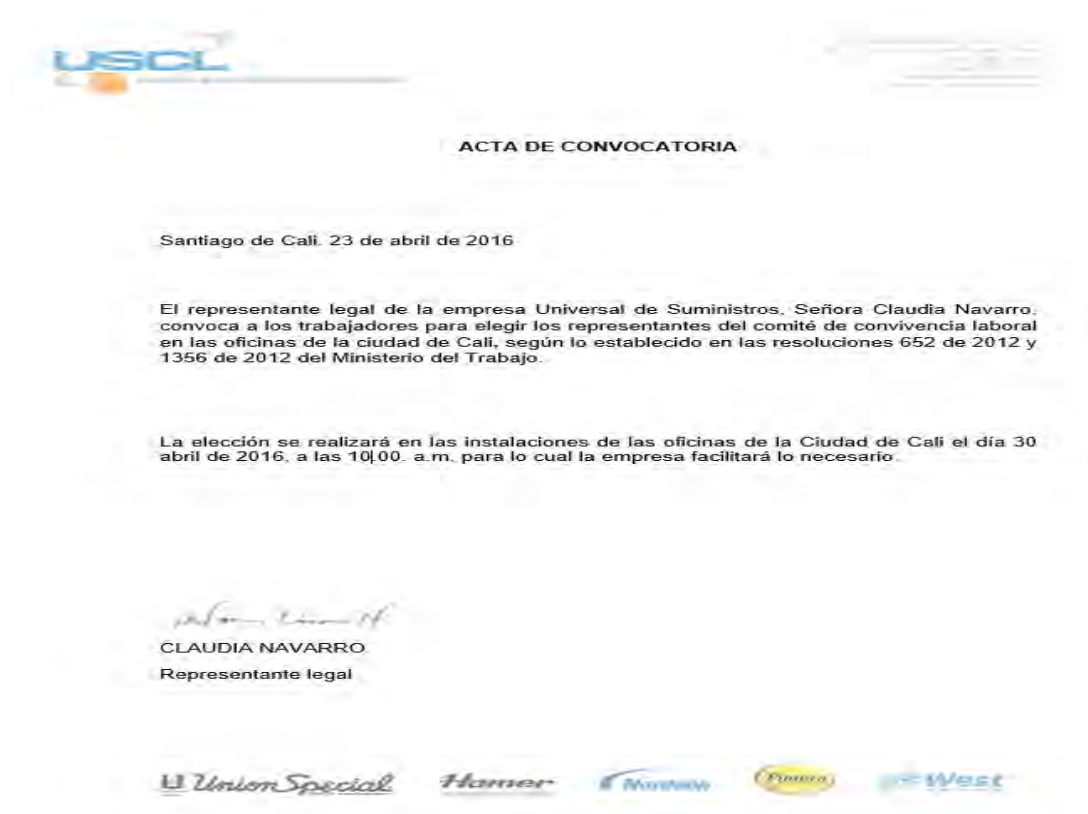 USCL
ACTA DE CONVOCATORIA
Santiago de Cali. 23 de abril de 2016
El representante legal de la empresa Universal de Suministros, Señora Claudia Navarro,
convoca a los trabajadores para elegir los representantes del comité de convivencia laboral
en las oficinas de la ciudad de Cali, según lo establecido en las resoluciones 652 de 2012 y
1356 de 2012 del Ministerio del Trabajo.
La elección se realizará en las instalaciones de las oficinas de la Ciudad de Cali el día 30
abril de 2016, a las 10:00. a.m. para lo cual la empresa facilitará lo necesario.
CLAUDIA NAVARRO
Representante legal
Union Special Hamer Nordson West